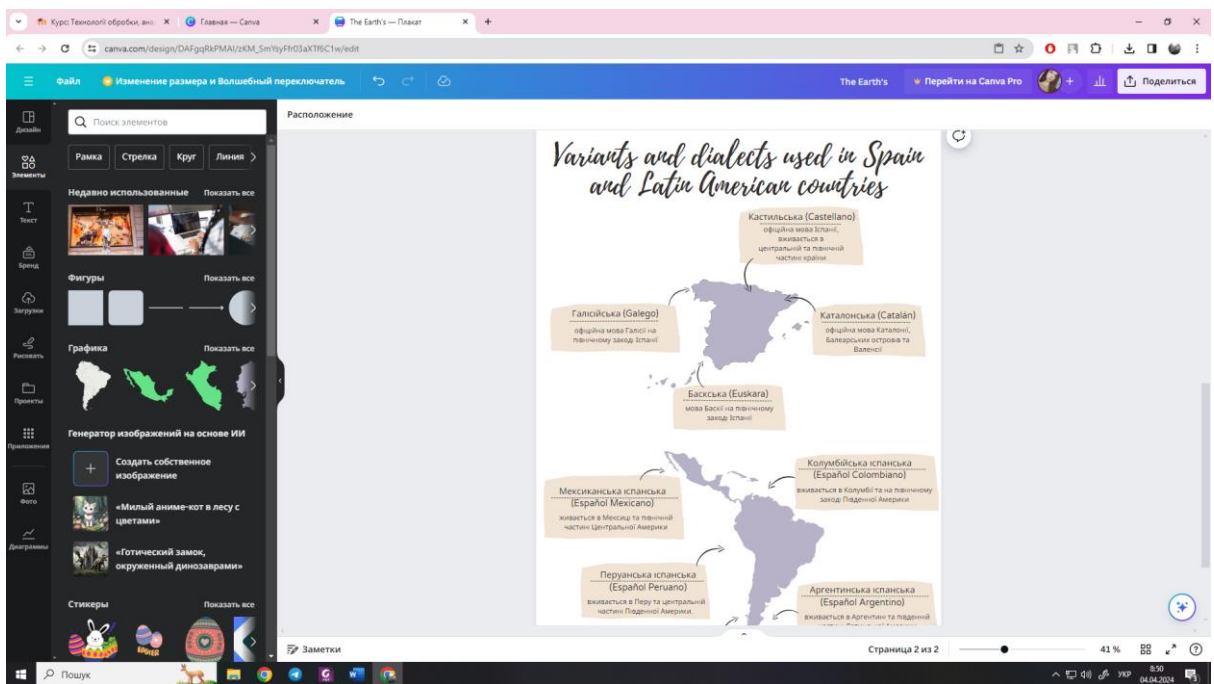 Курс: Технології обробки, ана
Главная — Canva
The Earth's — Плакат
canva.com/design/DAFgqRkPMAI/zKM_SmYsyFfr03aXTf6C1w/edit
Файл
Изменение размера и Волшебный переключатель
The Earth's
Перейти на Canva Pro
Поделиться
Дизайн
Элементы
Текст
Бренд
Загрузки
Рисовать
Проекты
Приложения
Фото
Диаграммы
Поиск элементов
Рамка
Стрелка
Круг
Линия
Недавно использованные
Показать все
Фигуры
Показать все
Графика
Показать все
Генератор изображений на основе ИИ
Создать собственное
изображение
«Милый аниме-кот в лесу с
цветами»
«Готический замок,
окруженный динозаврами»
Стикеры
Показать все
Расположение
Variants and dialects used in Spain
and Latin American countries
Кастильська (Castellano)
офіційна мова Іспанії,
вживається в
центральній та північній
частині країни
Галісійська (Galego)
офіційна мова Галісії на
північному заході Іспанії
Каталонська (Catalán)
офіційна мова Каталонії,
Балеарських островів та
Валенсії
Баскська (Euskara)
мова Баскії на північному
заході Іспанії
Колумбійська іспанська
(Español Colombiano)
вживається в Колумбії та на північному
заході Південної Америки
Мексиканська іспанська
(Español Mexicano)
живається в Мексиці та північній
частині Центральної Америки
Перуанська іспанська
(Español Peruano)
вживається в Перу та центральній
частині Південної Америки.
Аргентинська іспанська
(Español Argentino)
вживається в Аргентині та південній
Заметки
Страница 2 из 2
41 %
Пошук
УКР
8:50
04.04.2024